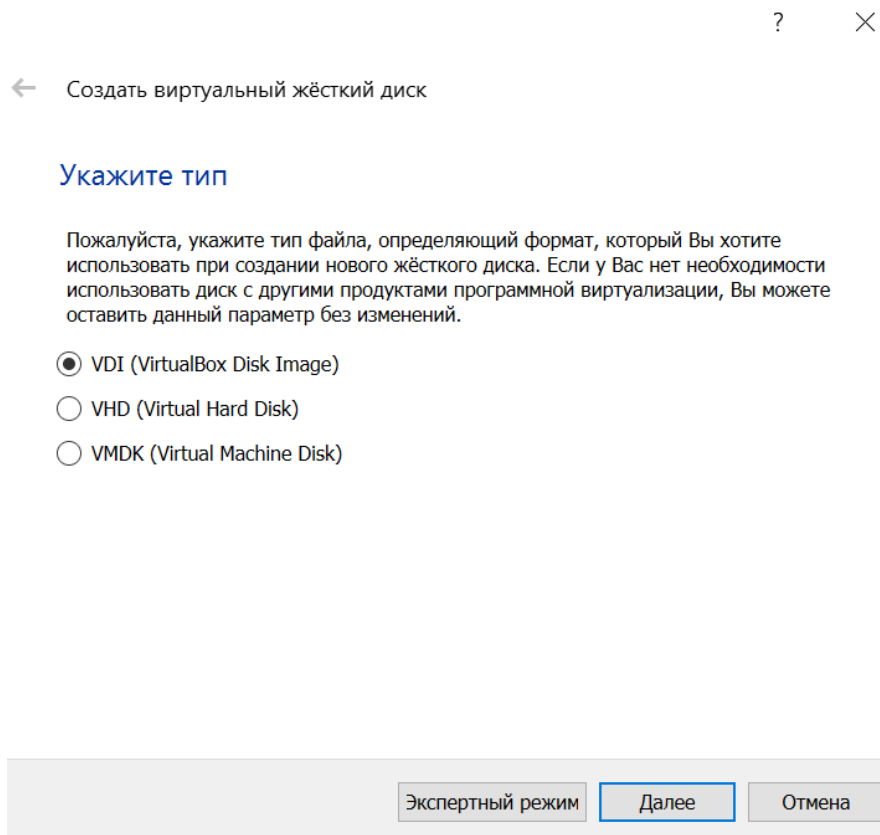 ?
Создать виртуальный жёсткий диск
Укажите тип
Пожалуйста, укажите тип файла, определяющий формат, который Вы хотите
использовать при создании нового жёсткого диска. Если у Вас нет необходимости
использовать диск с другими продуктами программной виртуализации, Вы можете
оставить данный параметр без изменений.
VDI (VirtualBox Disk Image)
VHD (Virtual Hard Disk)
VMDK (Virtual Machine Disk)
Экспертный режим Далее Отмена